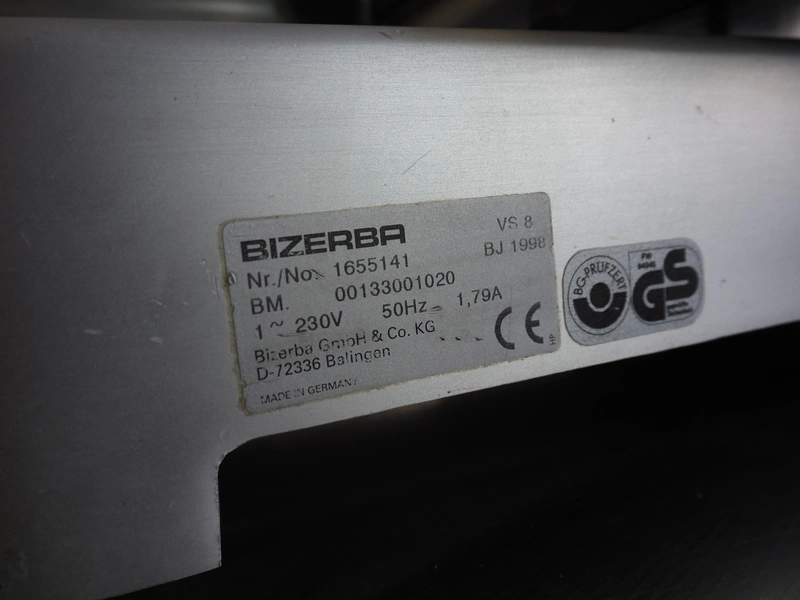 BIZERBA VS 8
Nr./No. 1655141 BJ 1998
BM. 00133001020
1 ~ 230V 50Hz 1,79A
Bizerba GmbH & Co. KG
D-72336 Balingen
CE
MADE IN GERMANY
BG-PRÜFZERT
GS